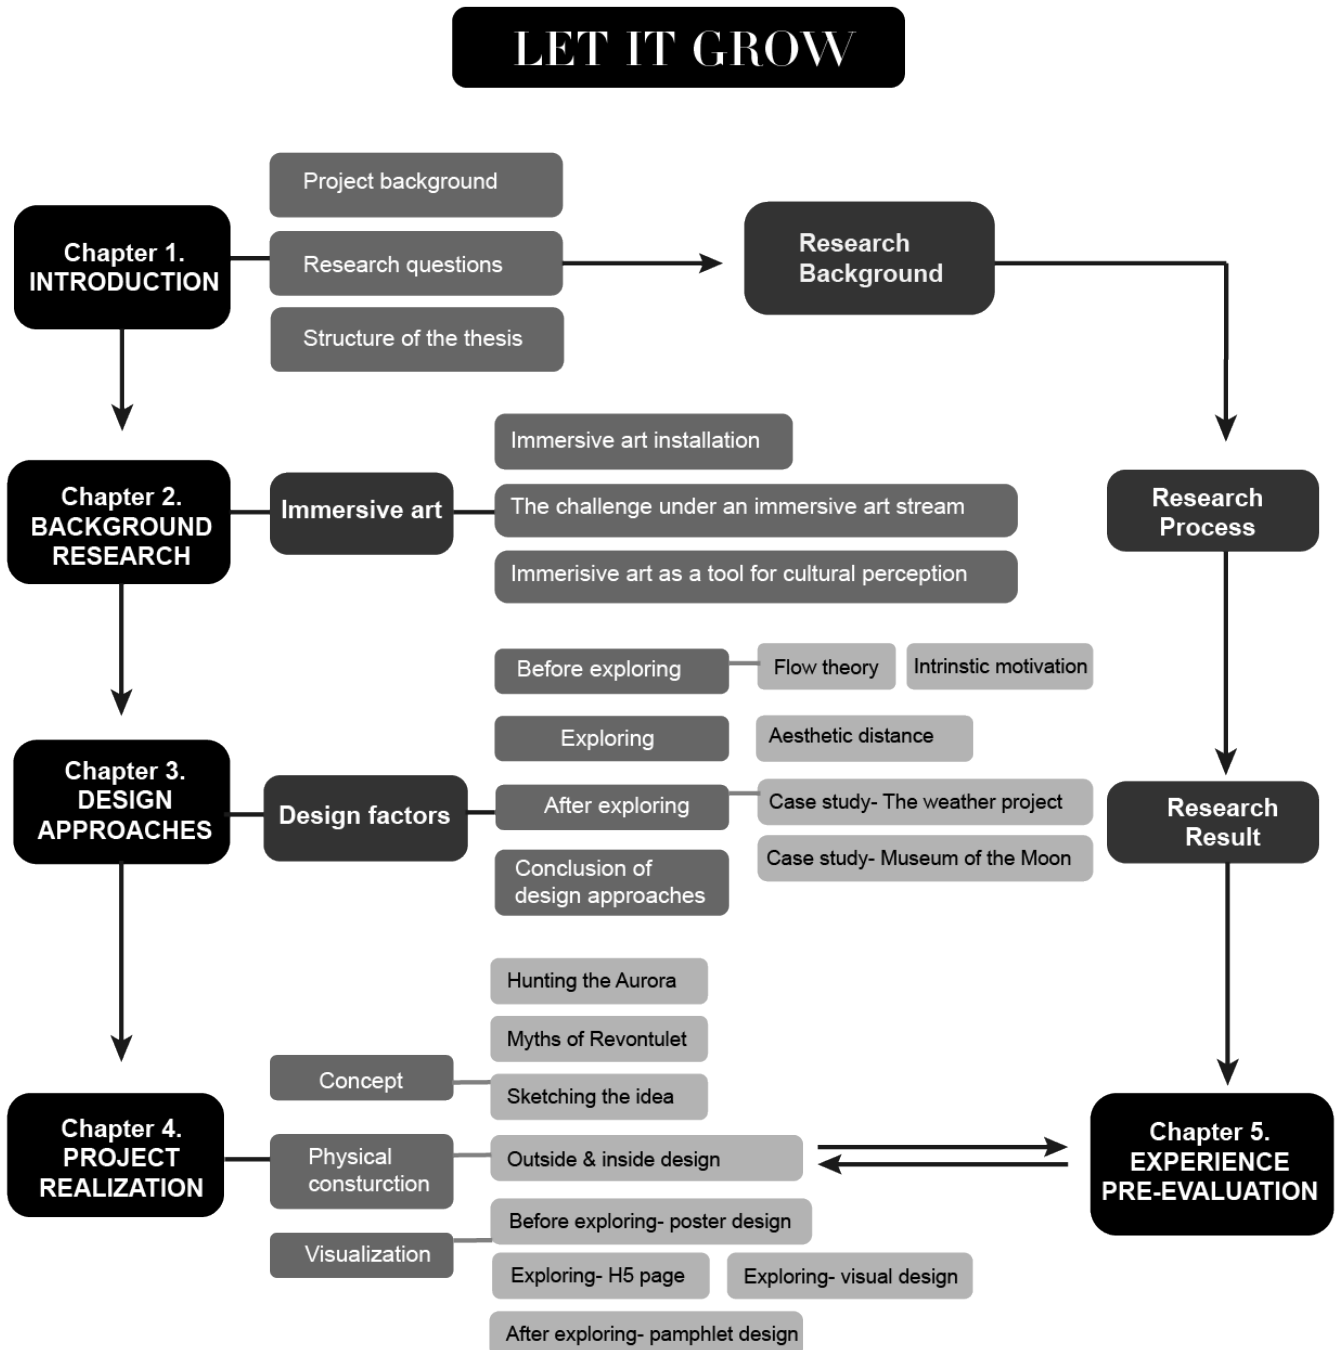 LET IT GROW
Project background
Chapter 1.
INTRODUCTION
Research questions
Structure of the thesis
Research
Background
Chapter 2.
BACKGROUND
RESEARCH
Immersive art
Immersive art installation
The challenge under an immersive art stream
Immerisive art as a tool for cultural perception
Research
Process
Chapter 3.
DESIGN
APPROACHES
Design factors
Before exploring
Flow theory
Intrinstic motivation
Exploring
Aesthetic distance
After exploring
Case study- The weather project
Case study- Museum of the Moon
Conclusion of
design approaches
Research
Result
Chapter 4.
PROJECT
REALIZATION
Concept
Hunting the Aurora
Myths of Revontulet
Sketching the idea
Physical
consturction
Outside & inside design
Visualization
Before exploring- poster design
Exploring- H5 page
Exploring- visual design
After exploring- pamphlet design
Chapter 5.
EXPERIENCE
PRE-EVALUATION